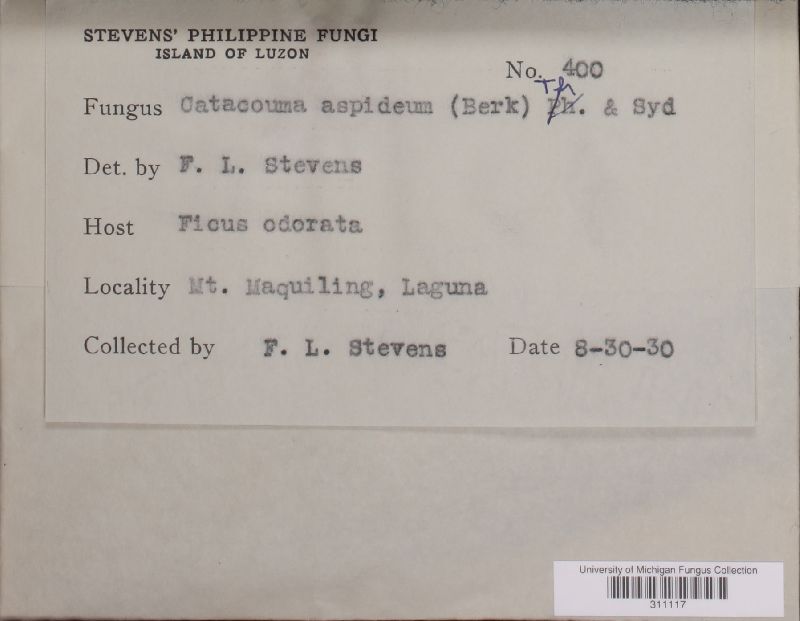 STEVENS' PHILIPPINE FUNGI
ISLAND OF LUZON
No. 400
Fungus Catacouma aspideum (Berk) Th. & Syd
Det. by F. L. Stevens
Host Ficus odorata
Locality Mt. Maquiling, Laguna
Collected by F. L. Stevens Date 8-30-30
University of Michigan Fungus Collection
311117